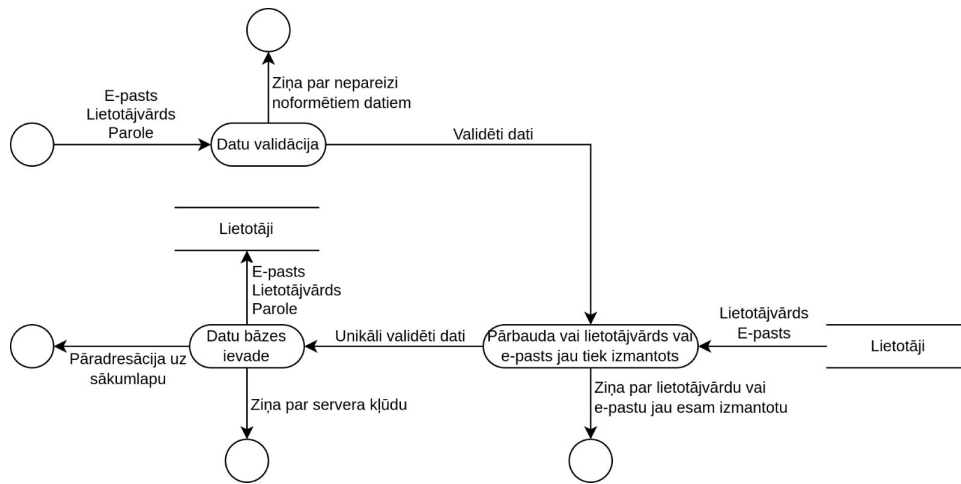 Ziņa par nepareizi
noformētiem datiem
E-pasts
Lietotājvārds
Parole
Datu validācija
Validēti dati
Lietotāji
E-pasts
Lietotājvārds
Parole
Datu bāzes
ievade
Unikāli validēti dati
Pārbauda vai lietotājvārds var
e-pasts jau tiek izmantots
Lietotājvārds
E-pasts
Lietotāji
Pāradresācija uz
sākumlapu
Ziņa par servera kļūdu
Ziņa par lietotājvārdu vai
e-pastu jau esam izmantotu